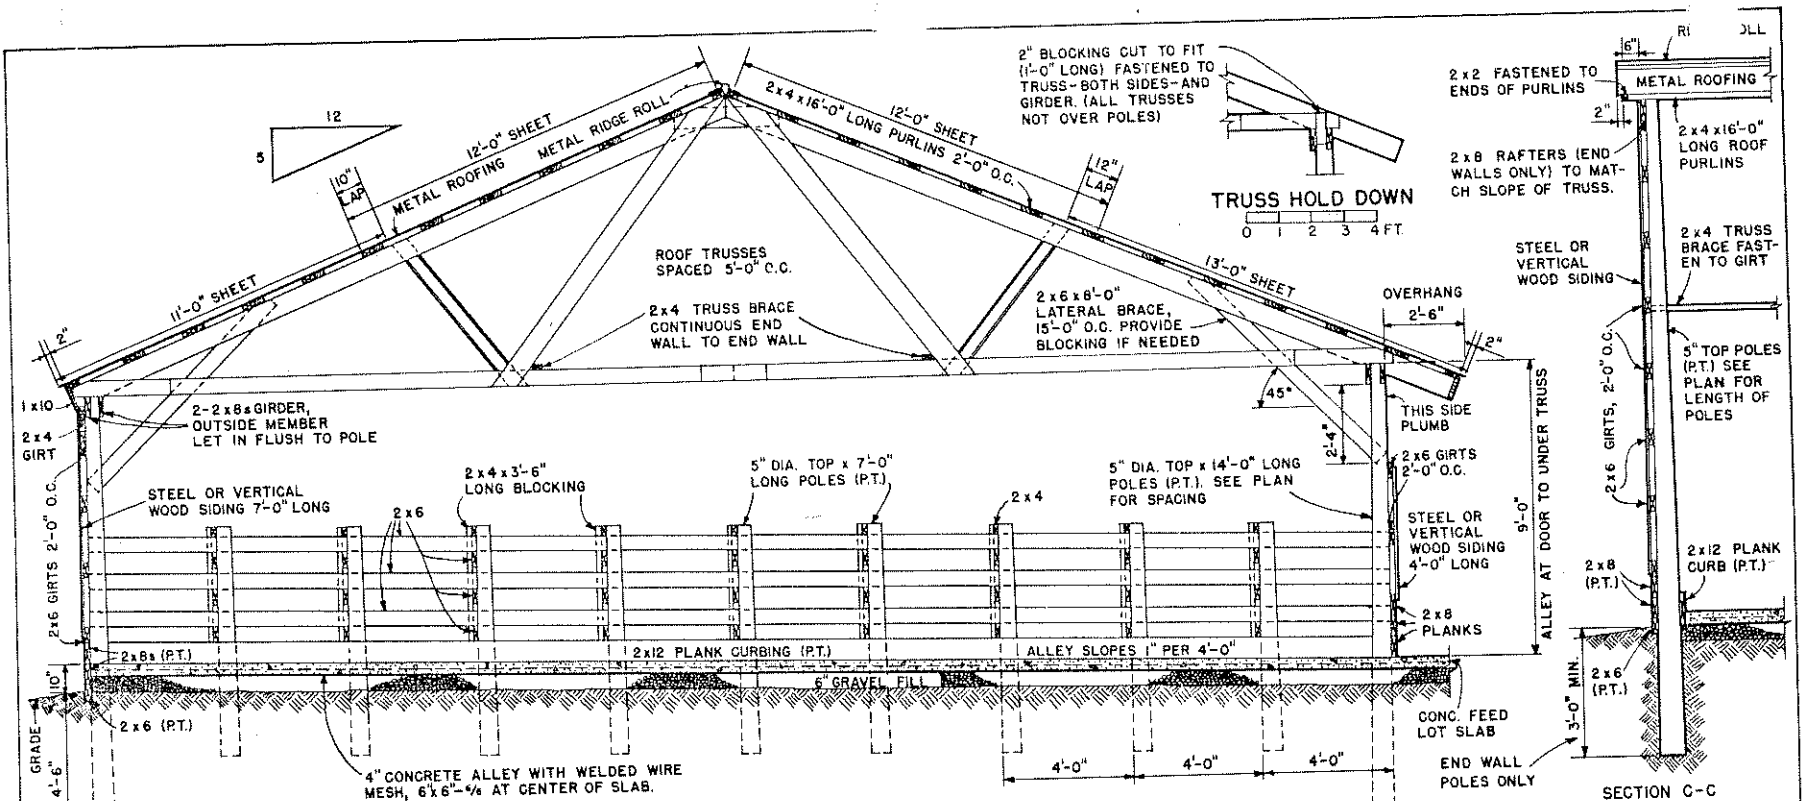 12
5
12'-0" SHEET
METAL ROOFING METAL RIDGE ROLL
10"
LAP
11'-0" SHEET
2"
1 x 10
2 x 4
GIRT
2-2 x 8s GIRDER,
OUTSIDE MEMBER
LET IN FLUSH TO POLE
2 x 6 GIRTS 2'-0" O.C.
STEEL OR VERTICAL
WOOD SIDING 7'-0" LONG
2 x 8s (P.T.)
10"
GRADE
4'-6"
2 x 6 (P.T.)
12'-0" SHEET
2 x 4 x 16'-0" LONG PURLINS 2'-0" O.C.
12"
LAP
13'-0" SHEET
ROOF TRUSSES
SPACED 5'-0" O.C.
2 x 4 TRUSS BRACE
CONTINUOUS END
WALL TO END WALL
2 x 6 x 8'-0"
LATERAL BRACE,
15'-0" O.C. PROVIDE
BLOCKING IF NEEDED
OVERHANG
2'-6"
2"
45°
2'-4"
THIS SIDE
PLUMB
2 x 4 x 3'-6"
LONG BLOCKING
2 x 6
5" DIA. TOP x 7'-0"
LONG POLES (P.T.)
2 x 4
5" DIA. TOP x 14'-0" LONG
POLES (P.T.). SEE PLAN
FOR SPACING
2 x 6 GIRTS
2'-0" O.C.
STEEL OR
VERTICAL
WOOD SIDING
4'-0" LONG
2 x 8
PLANKS
9'-0"
ALLEY AT DOOR TO UNDER TRUSS
2 x 12 PLANK CURBING (P.T.)
ALLEY SLOPES 1" PER 4'-0"
6" GRAVEL FILL
4" CONCRETE ALLEY WITH WELDED WIRE
MESH, 6"x 6"-6/6 AT CENTER OF SLAB.
4'-0"
4'-0"
4'-0"
CONC. FEED
LOT SLAB
2" BLOCKING CUT TO FIT
(1'-0" LONG) FASTENED TO
TRUSS-BOTH SIDES-AND
GIRDER. (ALL TRUSSES
NOT OVER POLES)
TRUSS HOLD DOWN
0 1 2 3 4 FT.
6"
METAL ROOFING
2 x 2 FASTENED TO
ENDS OF PURLINS
2"
2 x 4 x 16'-0"
LONG ROOF
PURLINS
2 x 8 RAFTERS (END
WALLS ONLY) TO MAT-
CH SLOPE OF TRUSS.
2 x 4 TRUSS
BRACE FAST-
EN TO GIRT
STEEL OR
VERTICAL
WOOD SIDING
2 x 6 GIRTS, 2'-0" O.C.
5" TOP POLES
(P.T.) SEE
PLAN FOR
LENGTH OF
POLES
2 x 12 PLANK
CURB (P.T.)
2 x 8
(P.T.)
2 x 6
(P.T.)
3'-0" MIN.
END WALL
POLES ONLY
SECTION C-C